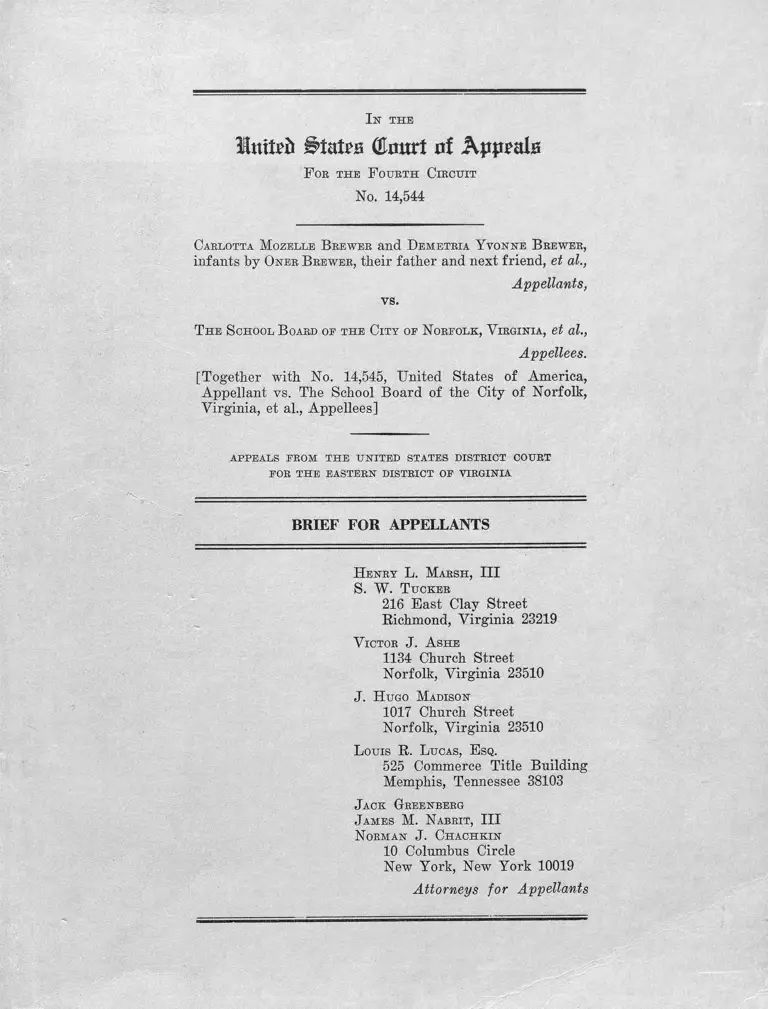 IN THE
United States Court of Appeals
FOR THE FOURTH CIRCUIT
No. 14,544
CARLOTTA MOZELLE BREWER and DEMETRIA YVONNE BREWER,
infants by ONER BREWER, their father and next friend, et al.,
Appellants,
vs.
THE SCHOOL BOARD OF THE CITY OF NORFOLK, VIRGINIA, et al.,
Appellees.
[Together with No. 14,545, United States of America,
Appellant vs. The School Board of the City of Norfolk,
Virginia, et al., Appellees]
APPEALS FROM THE UNITED STATES DISTRICT COURT
FOR THE EASTERN DISTRICT OF VIRGINIA
BRIEF FOR APPELLANTS
HENRY L. MARSH, III
S. W. TUCKER
216 East Clay Street
Richmond, Virginia 23219
VICTOR J. ASHE
1134 Church Street
Norfolk, Virginia 23510
J. HUGO MADISON
1017 Church Street
Norfolk, Virginia 23510
LOUIS R. LUCAS, ESQ.
525 Commerce Title Building
Memphis, Tennessee 38103
JACK GREENBERG
JAMES M. NABRIT, III
NORMAN J. CHACHKIN
10 Columbus Circle
New York, New York 10019
Attorneys for Appellants